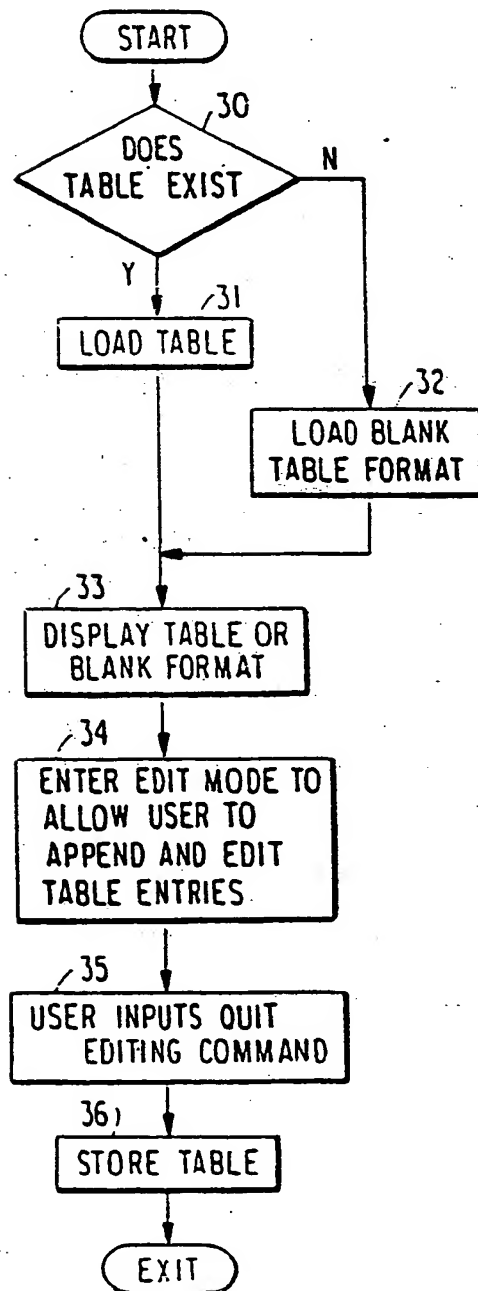 START
30
DOES
TABLE EXIST
N
Y
31
LOAD TABLE
32
LOAD BLANK
TABLE FORMAT
33
DISPLAY TABLE OR
BLANK FORMAT
34
ENTER EDIT MODE TO
ALLOW USER TO
APPEND AND EDIT
TABLE ENTRIES
35
USER INPUTS QUIT
EDITING COMMAND
36
STORE TABLE
EXIT